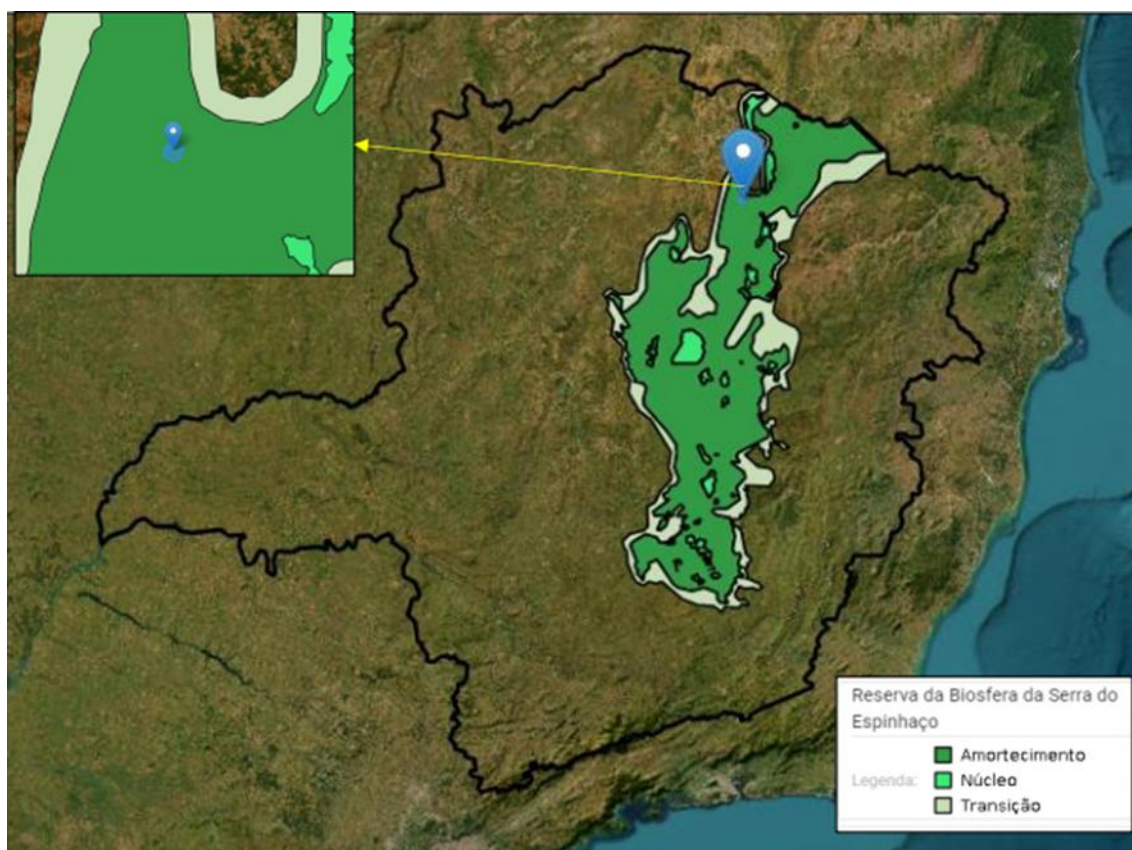 Reserva da Biosfera da Serra do
Espinhaço
Amortecimento
Legenda: Núcleo
Transição